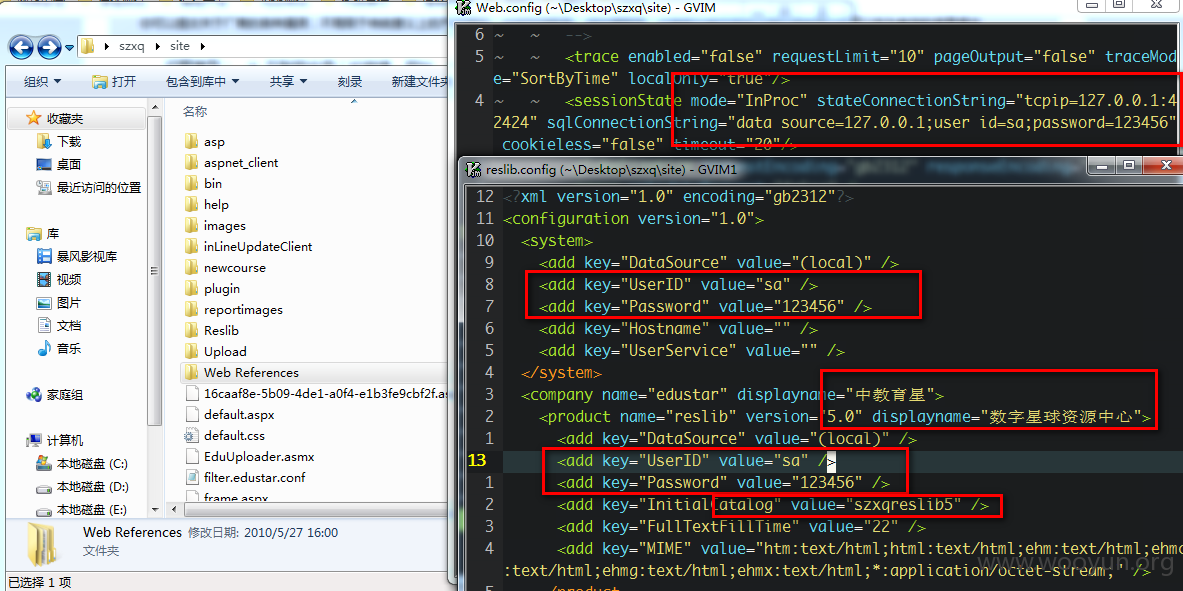 szxq ▸ site ▸
组织 打开 包含到库中 共享 刻录 新建文件夹
收藏夹
下载
桌面
最近访问的位置
库
暴风影视库
视频
图片
文档
音乐
家庭组
计算机
本地磁盘 (C:)
本地磁盘 (D:)
本地磁盘 (E:)
名称
asp
aspnet_client
bin
help
images
inLineUpdateClient
newcourse
plugin
reportimages
Reslib
Upload
Web References
16caaf8e-5b09-4de1-a0f4-e1b3fe9cbf2f.as
default.aspx
default.css
EduUploader.asmx
filter.edustar.conf
frame.aspx
Web References 修改日期: 2010/5/27 16:00
文件夹
已选择 1 项
Web.config (~\Desktop\szxq\site) - GVIM
6 ~ ~ -->
5 ~ ~ <trace enabled="false" requestLimit="10" pageOutput="false" traceMod
e="SortByTime" localOnly="true"/>
4 ~ ~ <sessionState mode="InProc" stateConnectionString="tcpip=127.0.0.1:4
2424" sqlConnectionString="data source=127.0.0.1;user id=sa;password=123456"
cookieless="false" timeout="20"/>
reslib.config (~\Desktop\szxq\site) - GVIM1
12 <?xml version="1.0" encoding="gb2312"?>
11 <configuration version="1.0">
10 <system>
9 <add key="DataSource" value="(local)" />
8 <add key="UserID" value="sa" />
7 <add key="Password" value="123456" />
6 <add key="Hostname" value="" />
5 <add key="UserService" value="" />
4 </system>
3 <company name="edustar" displayname="中教育星">
2 <product name="reslib" version="5.0" displayname="数字星球资源中心">
1 <add key="DataSource" value="(local)" />
13 <add key="UserID" value="sa" />
1 <add key="Password" value="123456" />
2 <add key="InitialCatalog" value="szxqreslib5" />
3 <add key="FullTextFillTime" value="22" />
4 <add key="MIME" value="htm:text/html;html:text/html;ehm:text/html;ehmc
:text/html;ehmg:text/html;ehmx:text/html;*:application/octet-stream;" />
www.wooyun.org